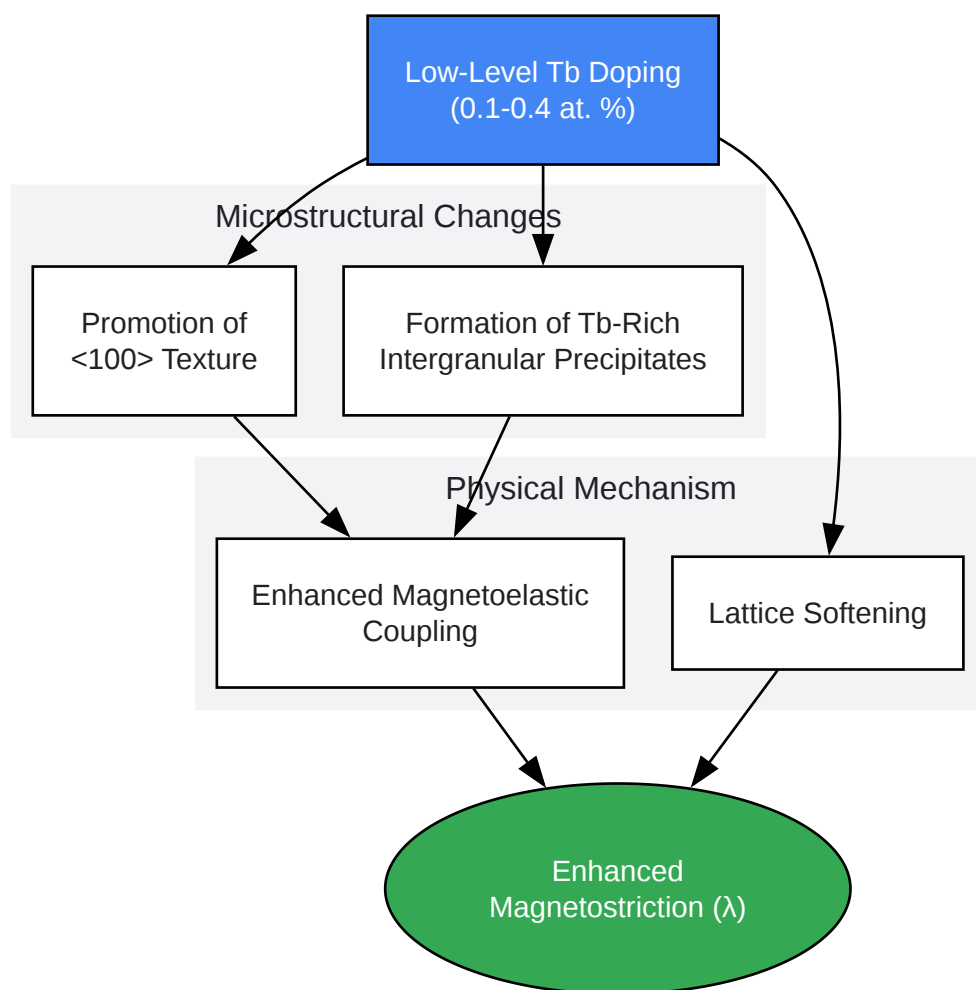 Low-Level Tb Doping
(0.1-0.4 at. %)
Microstructural Changes
Promotion of
<100> Texture
Formation of Tb-Rich
Intergranular Precipitates
Physical Mechanism
Enhanced Magnetoelastic
Coupling
Lattice Softening
Enhanced
Magnetostriction (λ)